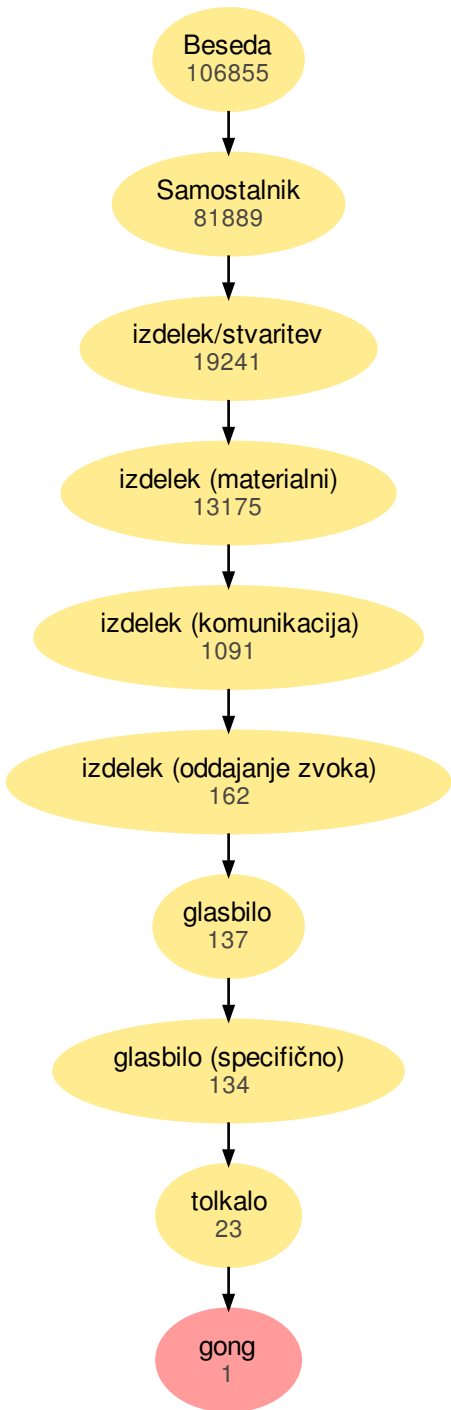 Beseda
106855
Samostalnik
81889
izdelek/stvaritev
19241
izdelek (materialni)
13175
izdelek (komunikacija)
1091
izdelek (oddajanje zvoka)
162
glasbilo
137
glasbilo (specifično)
134
tolkalo
23
gong
1